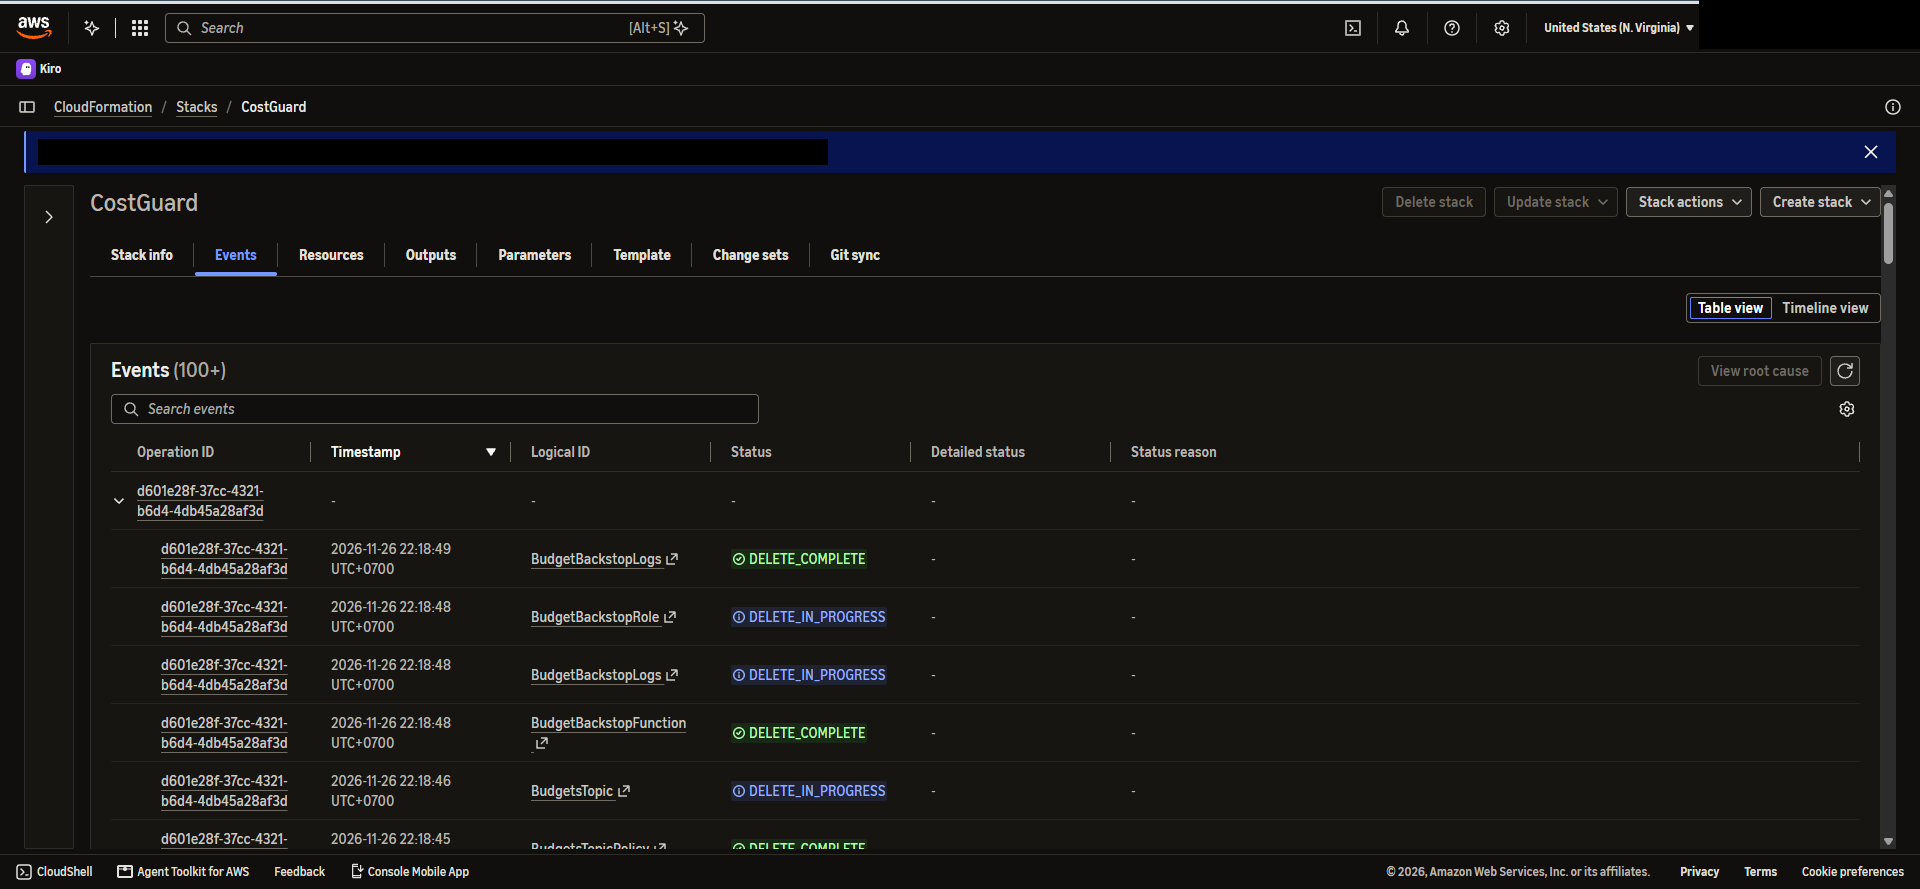 aws
Search
[Alt+S]
United States (N. Virginia)
Kiro
CloudFormation / Stacks / CostGuard
CostGuard
Delete stack
Update stack
Stack actions
Create stack
Stack info
Events
Resources
Outputs
Parameters
Template
Change sets
Git sync
Table view
Timeline view
Events (100+)
View root cause
Search events
Operation ID
Timestamp
Logical ID
Status
Detailed status
Status reason
d601e28f-37cc-4321-
b6d4-4db45a28af3d
-
-
-
-
-
d601e28f-37cc-4321-
b6d4-4db45a28af3d
2026-11-26 22:18:49
UTC+0700
BudgetBackstopLogs
DELETE_COMPLETE
-
-
d601e28f-37cc-4321-
b6d4-4db45a28af3d
2026-11-26 22:18:48
UTC+0700
BudgetBackstopRole
DELETE_IN_PROGRESS
-
-
d601e28f-37cc-4321-
b6d4-4db45a28af3d
2026-11-26 22:18:48
UTC+0700
BudgetBackstopLogs
DELETE_IN_PROGRESS
-
-
d601e28f-37cc-4321-
b6d4-4db45a28af3d
2026-11-26 22:18:48
UTC+0700
BudgetBackstopFunction
DELETE_COMPLETE
-
-
d601e28f-37cc-4321-
b6d4-4db45a28af3d
2026-11-26 22:18:46
UTC+0700
BudgetsTopic
DELETE_IN_PROGRESS
-
-
d601e28f-37cc-4321-
2026-11-26 22:18:45
BudgetsTopicPolicy
DELETE_COMPLETE
CloudShell
Agent Toolkit for AWS
Feedback
Console Mobile App
© 2026, Amazon Web Services, Inc. or its affiliates.
Privacy
Terms
Cookie preferences